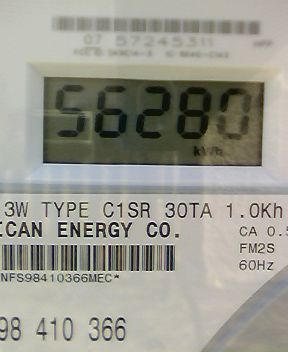 07 57245311
56280
kWh
3W TYPE C1SR 30TA 1.0Kh
ICAN ENERGY CO.
CA 0.5
FM2S
60Hz
NFS98410366MEC*
98 410 366